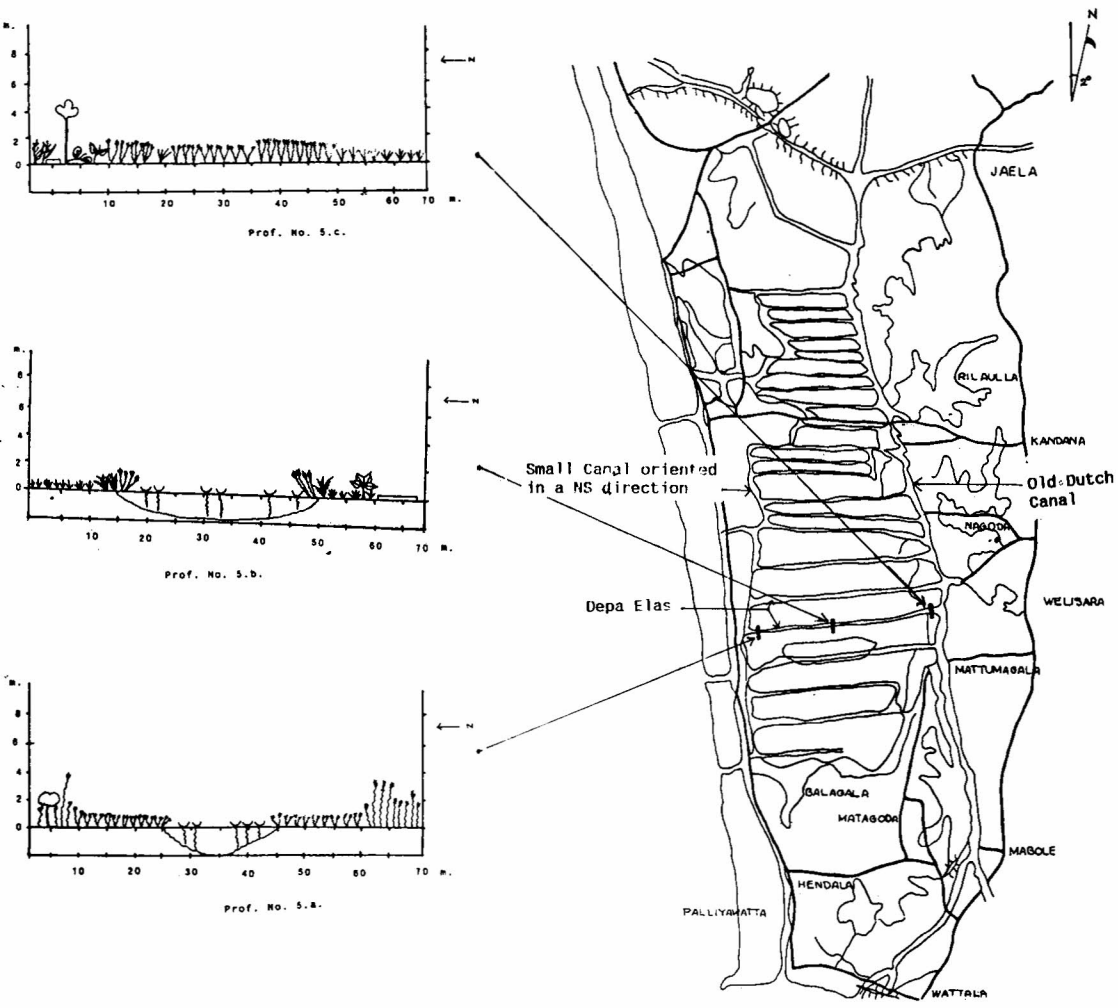 m.
8
6
4
2
0
10
20
30
40
50
60
70 m.
N
Prof. No. 5.c.
m.
8
6
4
2
0
10
20
30
40
50
60
70 m.
N
Prof. No. 5.b.
m.
8
6
4
2
0
10
20
30
40
50
60
70 m.
N
Prof. No. 5.a.
N
2°
JAELA
RILAULLA
KANDANA
Small Canal oriented
in a NS direction
Old Dutch
Canal
NAGODA
WELISARA
Depa Elas
MATTUMAGALA
BALAGALA
MATAGODA
MABOLE
HENDALA
PALLIYAWATTA
WATTALA